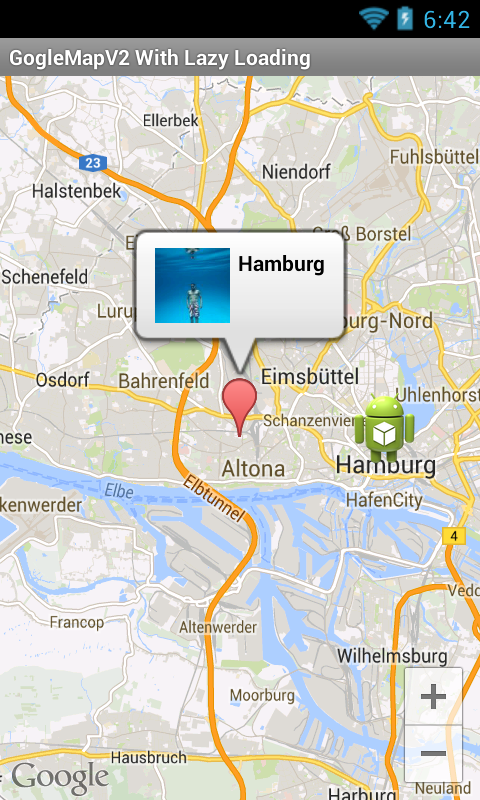 6:42
GogleMapV2 With Lazy Loading
Ellerbek
23
Niendorf
Fuhlsbüttel
Halstenbek
Borstel
Schenefeld
Hamburg
Lurup
burg-Nord
Osdorf
Bahrenfeld
Eimsbüttel
Uhlenhorst
Schanzenvier
nese
Altona
Hamburg
Elbe
Elbtunnel
HafenCity
kenwerder
4
Vedd
Francop
Altenwerder
Wilhelmsburg
Moorburg
+
Hausbruch
−
Google
Harburg
Neuland